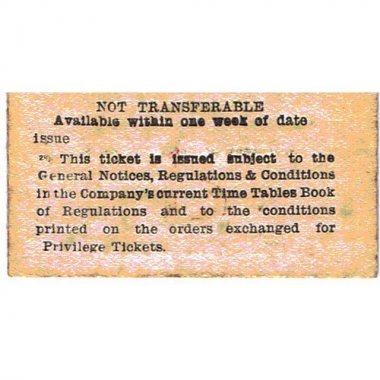 NOT TRANSFERABLE
Available within one week of date
issue
This ticket is issued subject to the
General Notices, Regulations & Conditions
in the Company's current Time Tables Book
of Regulations and to the conditions
printed on the orders exchanged for
Privilege Tickets.